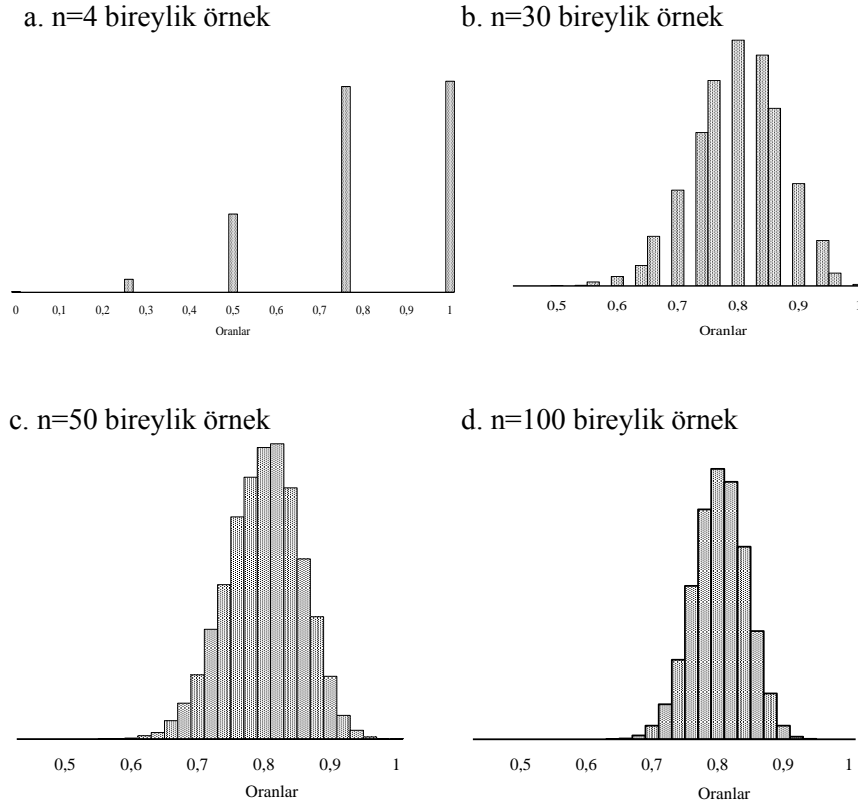 a. n=4 bireylik örnek
0 0,1 0,2 0,3 0,4 0,5 0,6 0,7 0,8 0,9 1
Oranlar
b. n=30 bireylik örnek
0,5 0,6 0,7 0,8 0,9 1
Oranlar
c. n=50 bireylik örnek
0,5 0,6 0,7 0,8 0,9 1
Oranlar
d. n=100 bireylik örnek
0,5 0,6 0,7 0,8 0,9 1
Oranlar